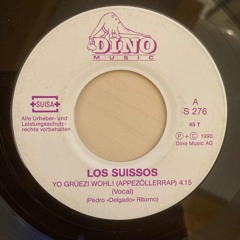 DINO
MUSIC
SUISA
Alle Urheber- und
Leistungsschutz-
rechte vorbehalten
A
S 276
45 T
Ⓟ + © 1990
Dino Music AG
LOS SUISSOS
YO GRÜEZI WOHL! (APPEZÖLLERRAP) 4.15
(Vocal)
(Pedro «Delgado» Ritorno)